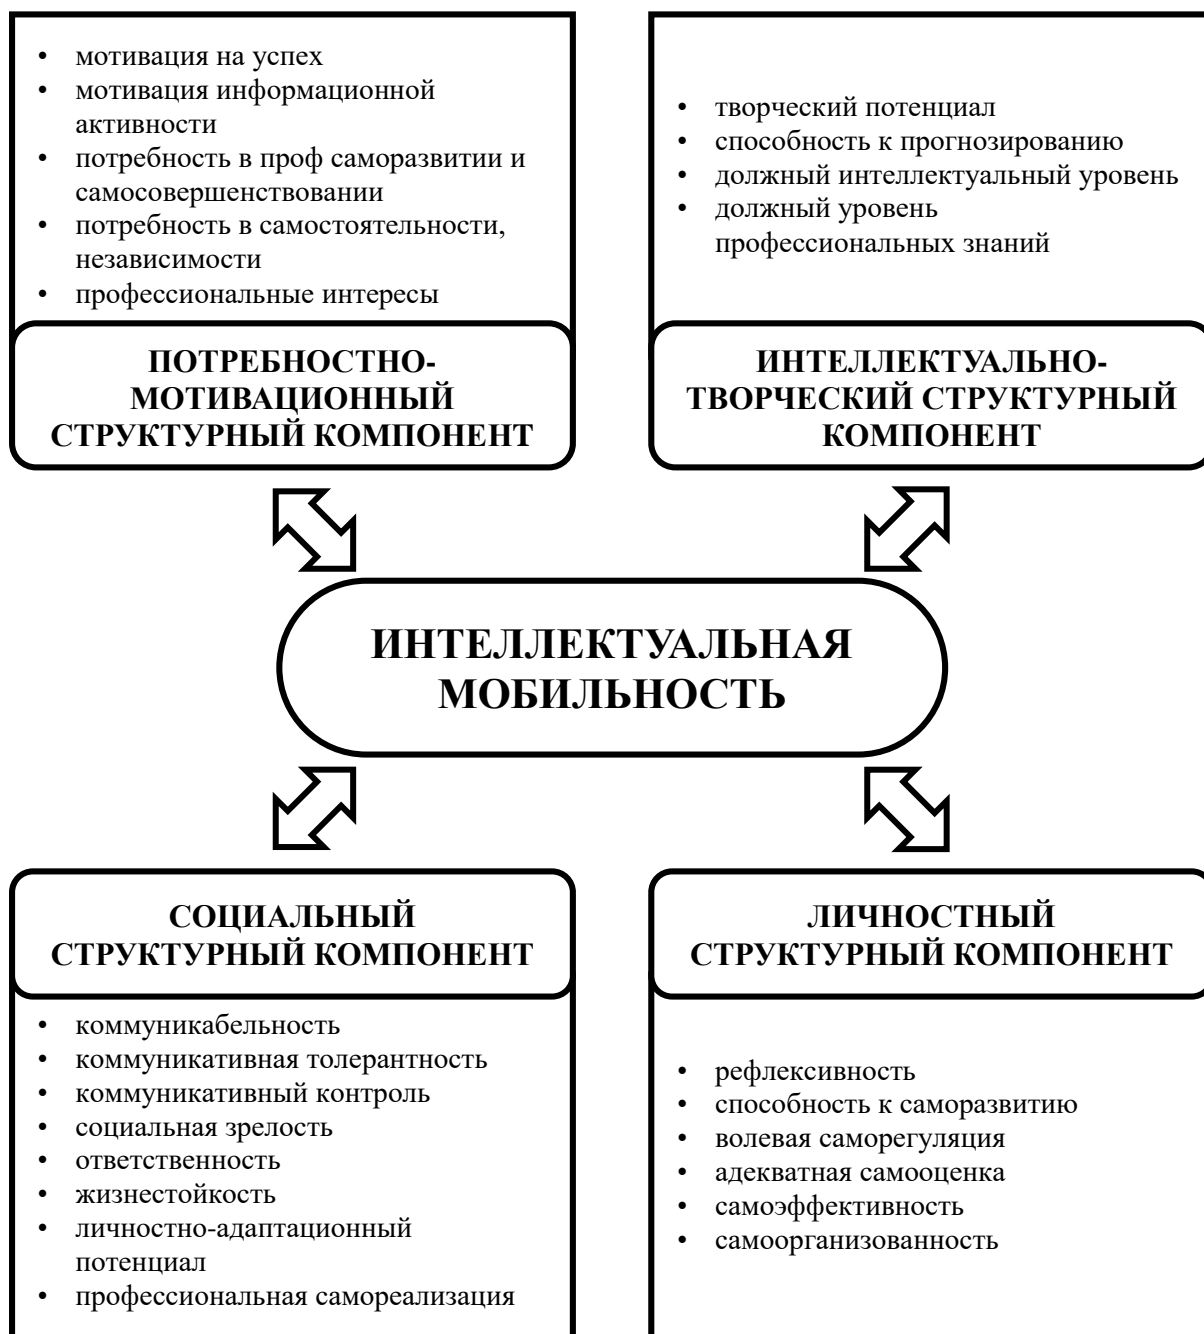 • мотивация на успех
• мотивация информационной
активности
• потребность в проф саморазвитии и
самосовершенствовании
• потребность в самостоятельности,
независимости
• профессиональные интересы
ПОТРЕБНОСТНО-
МОТИВАЦИОННЫЙ
СТРУКТУРНЫЙ КОМПОНЕНТ
• творческий потенциал
• способность к прогнозированию
• должный интеллектуальный уровень
• должный уровень
профессиональных знаний
ИНТЕЛЛЕКТУАЛЬНО-
ТВОРЧЕСКИЙ СТРУКТУРНЫЙ
КОМПОНЕНТ
ИНТЕЛЛЕКТУАЛЬНАЯ
МОБИЛЬНОСТЬ
СОЦИАЛЬНЫЙ
СТРУКТУРНЫЙ КОМПОНЕНТ
• коммуникабельность
• коммуникативная толерантность
• коммуникативный контроль
• социальная зрелость
• ответственность
• жизнестойкость
• личностно-адаптационный
потенциал
• профессиональная самореализация
ЛИЧНОСТНЫЙ
СТРУКТУРНЫЙ КОМПОНЕНТ
• рефлексивность
• способность к саморазвитию
• волевая саморегуляция
• адекватная самооценка
• самоэффективность
• самоорганизованность